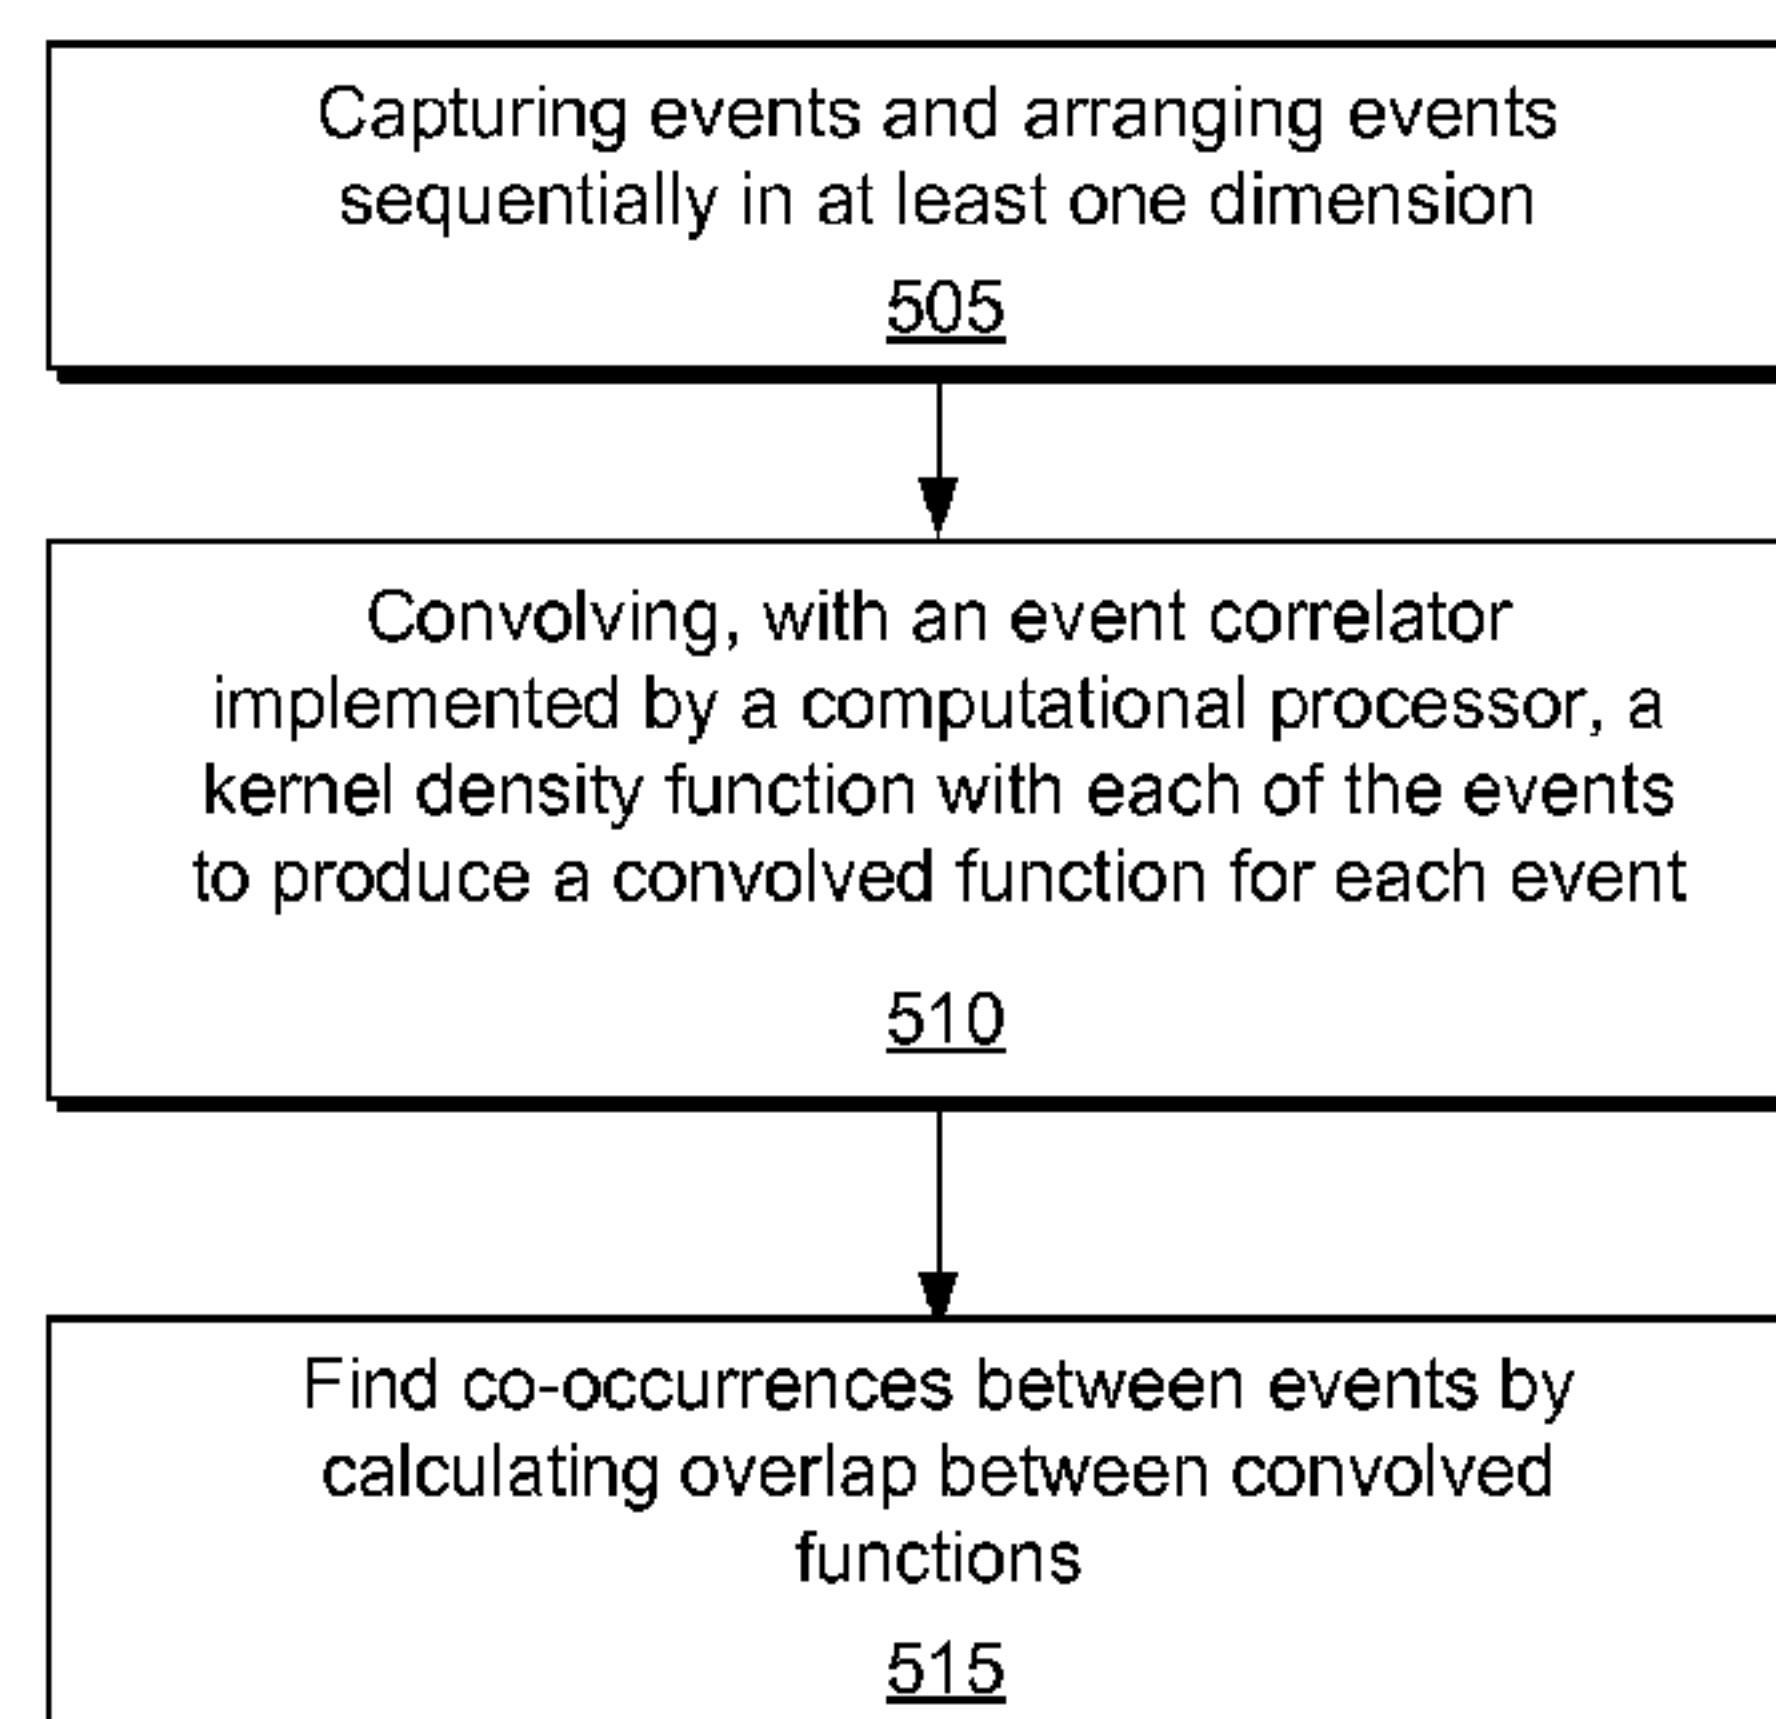 Capturing events and arranging events
sequentially in at least one dimension
505
Convolving, with an event correlator
implemented by a computational processor, a
kernel density function with each of the events
to produce a convolved function for each event
510
Find co-occurrences between events by
calculating overlap between convolved
functions
515